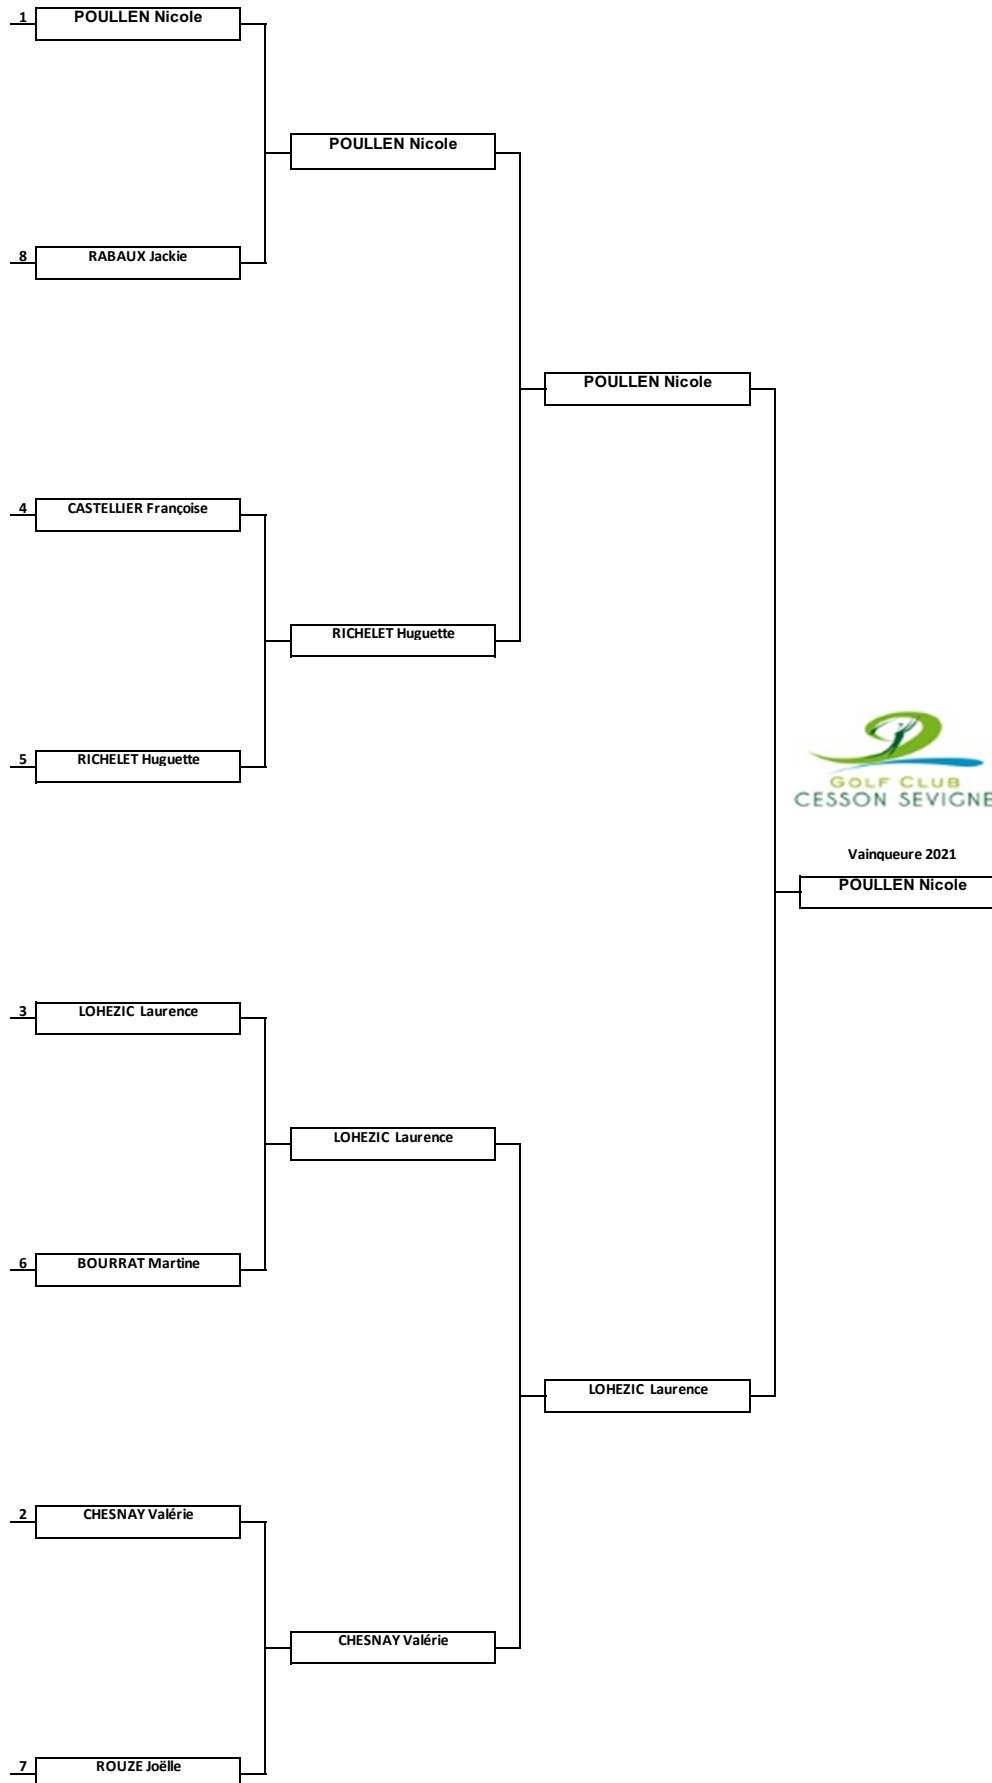 1 POULLEN Nicole
POULLEN Nicole
8 RABAUX Jackie
POULLEN Nicole
4 CASTELLIER Françoise
RICHELET Huguette
5 RICHELET Huguette
GOLF CLUB
CESSON SEVIGNE
Vainqueure 2021
POULLEN Nicole
3 LOHEZIC Laurence
LOHEZIC Laurence
6 BOURRAT Martine
LOHEZIC Laurence
2 CHESNAY Valérie
CHESNAY Valérie
7 ROUZE Joëlle